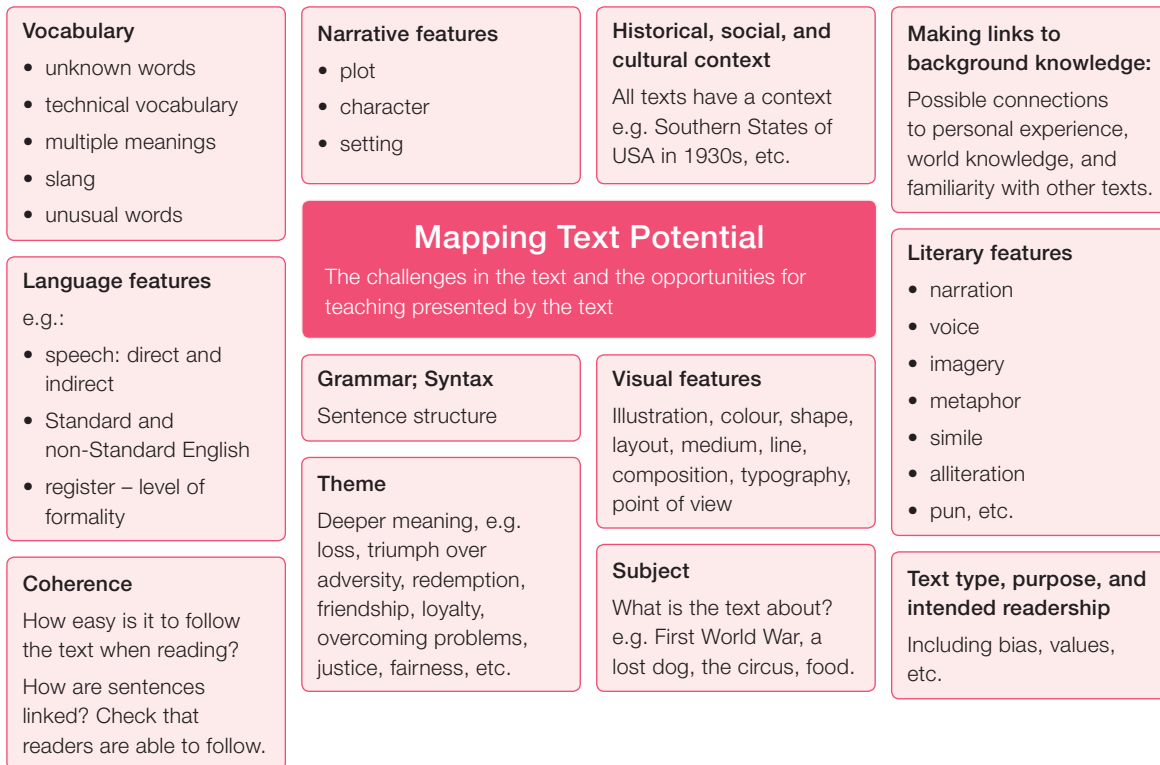 Vocabulary
• unknown words
• technical vocabulary
• multiple meanings
• slang
• unusual words
Narrative features
• plot
• character
• setting
Historical, social, and
cultural context
All texts have a context
e.g. Southern States of
USA in 1930s, etc.
Making links to
background knowledge:
Possible connections
to personal experience,
world knowledge, and
familiarity with other texts.
Mapping Text Potential
The challenges in the text and the opportunities for
teaching presented by the text
Language features
e.g.:
• speech: direct and
indirect
• Standard and
non-Standard English
• register – level of
formality
Grammar; Syntax
Sentence structure
Visual features
Illustration, colour, shape,
layout, medium, line,
composition, typography,
point of view
Literary features
• narration
• voice
• imagery
• metaphor
• simile
• alliteration
• pun, etc.
Coherence
How easy is it to follow
the text when reading?
How are sentences
linked? Check that
readers are able to follow.
Theme
Deeper meaning, e.g.
loss, triumph over
adversity, redemption,
friendship, loyalty,
overcoming problems,
justice, fairness, etc.
Subject
What is the text about?
e.g. First World War, a
lost dog, the circus, food.
Text type, purpose, and
intended readership
Including bias, values,
etc.